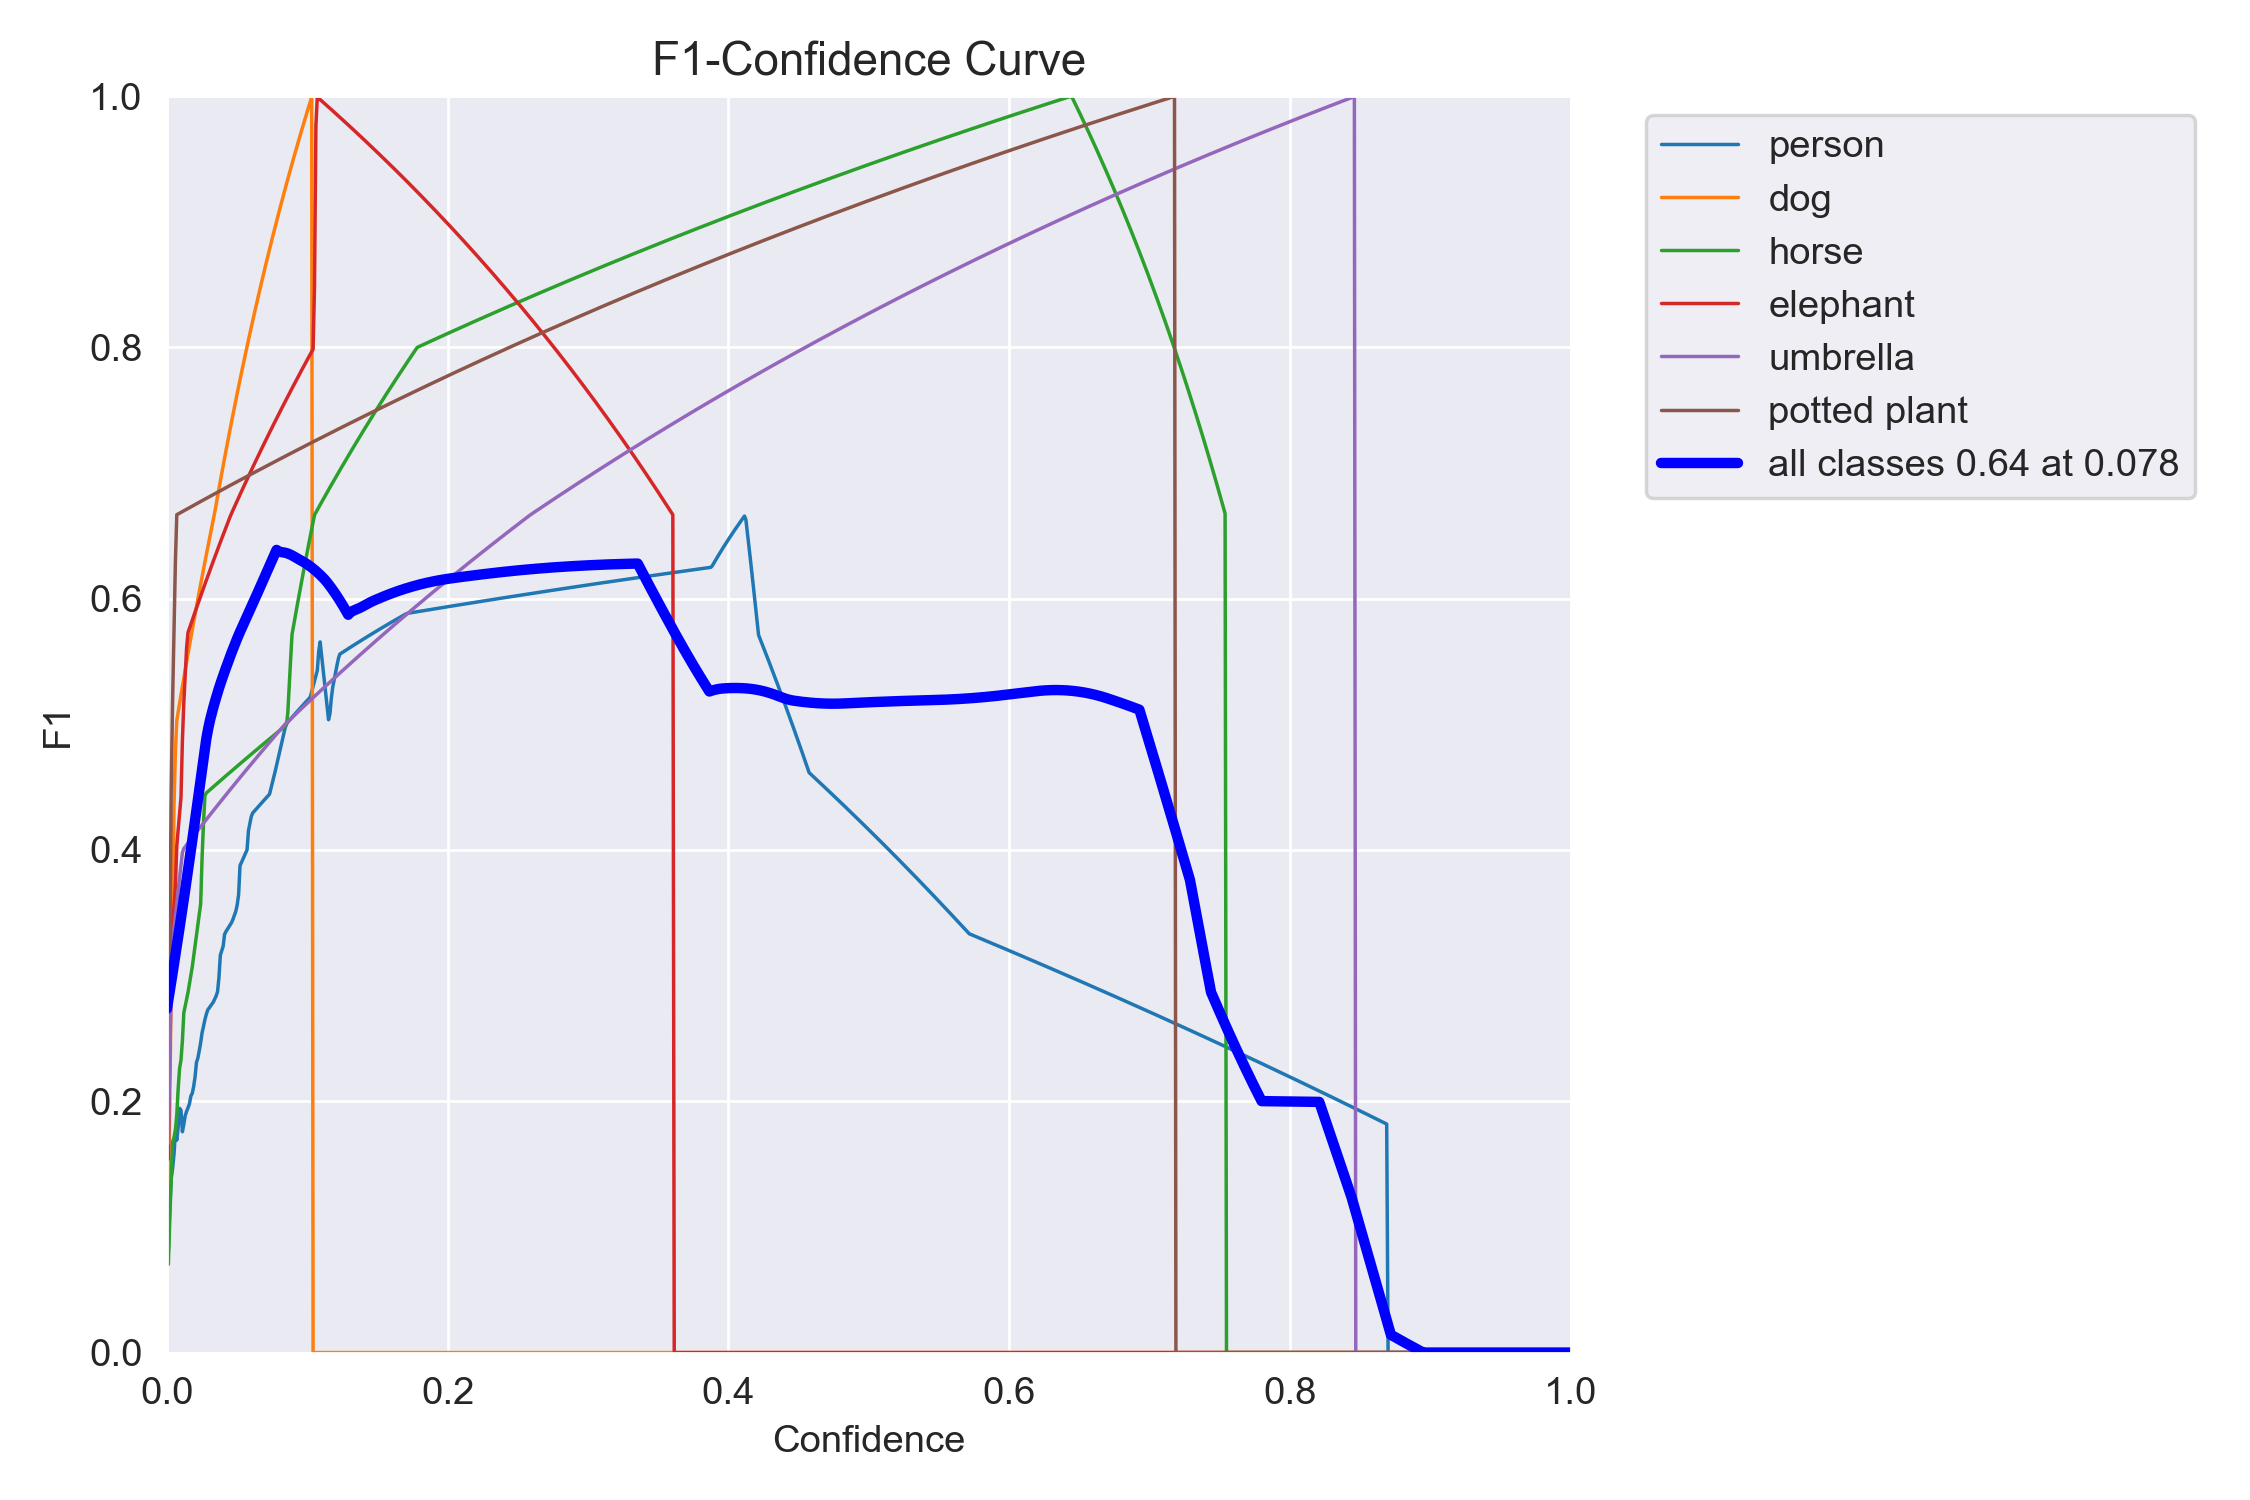 F1-Confidence Curve
1.0
0.8
0.6
0.4
0.2
0.0
F1
0.0 0.2 0.4 0.6 0.8 1.0
Confidence
person
dog
horse
elephant
umbrella
potted plant
all classes 0.64 at 0.078